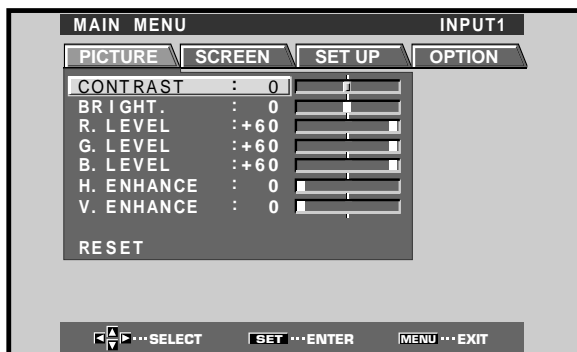 MAIN MENU INPUT1
PICTURE SCREEN SET UP OPTION
CONTRAST : 0
BRIGHT. : 0
R. LEVEL :+60
G. LEVEL :+60
B. LEVEL :+60
H. ENHANCE : 0
V. ENHANCE : 0
RESET
···SELECT SET ···ENTER MENU ···EXIT